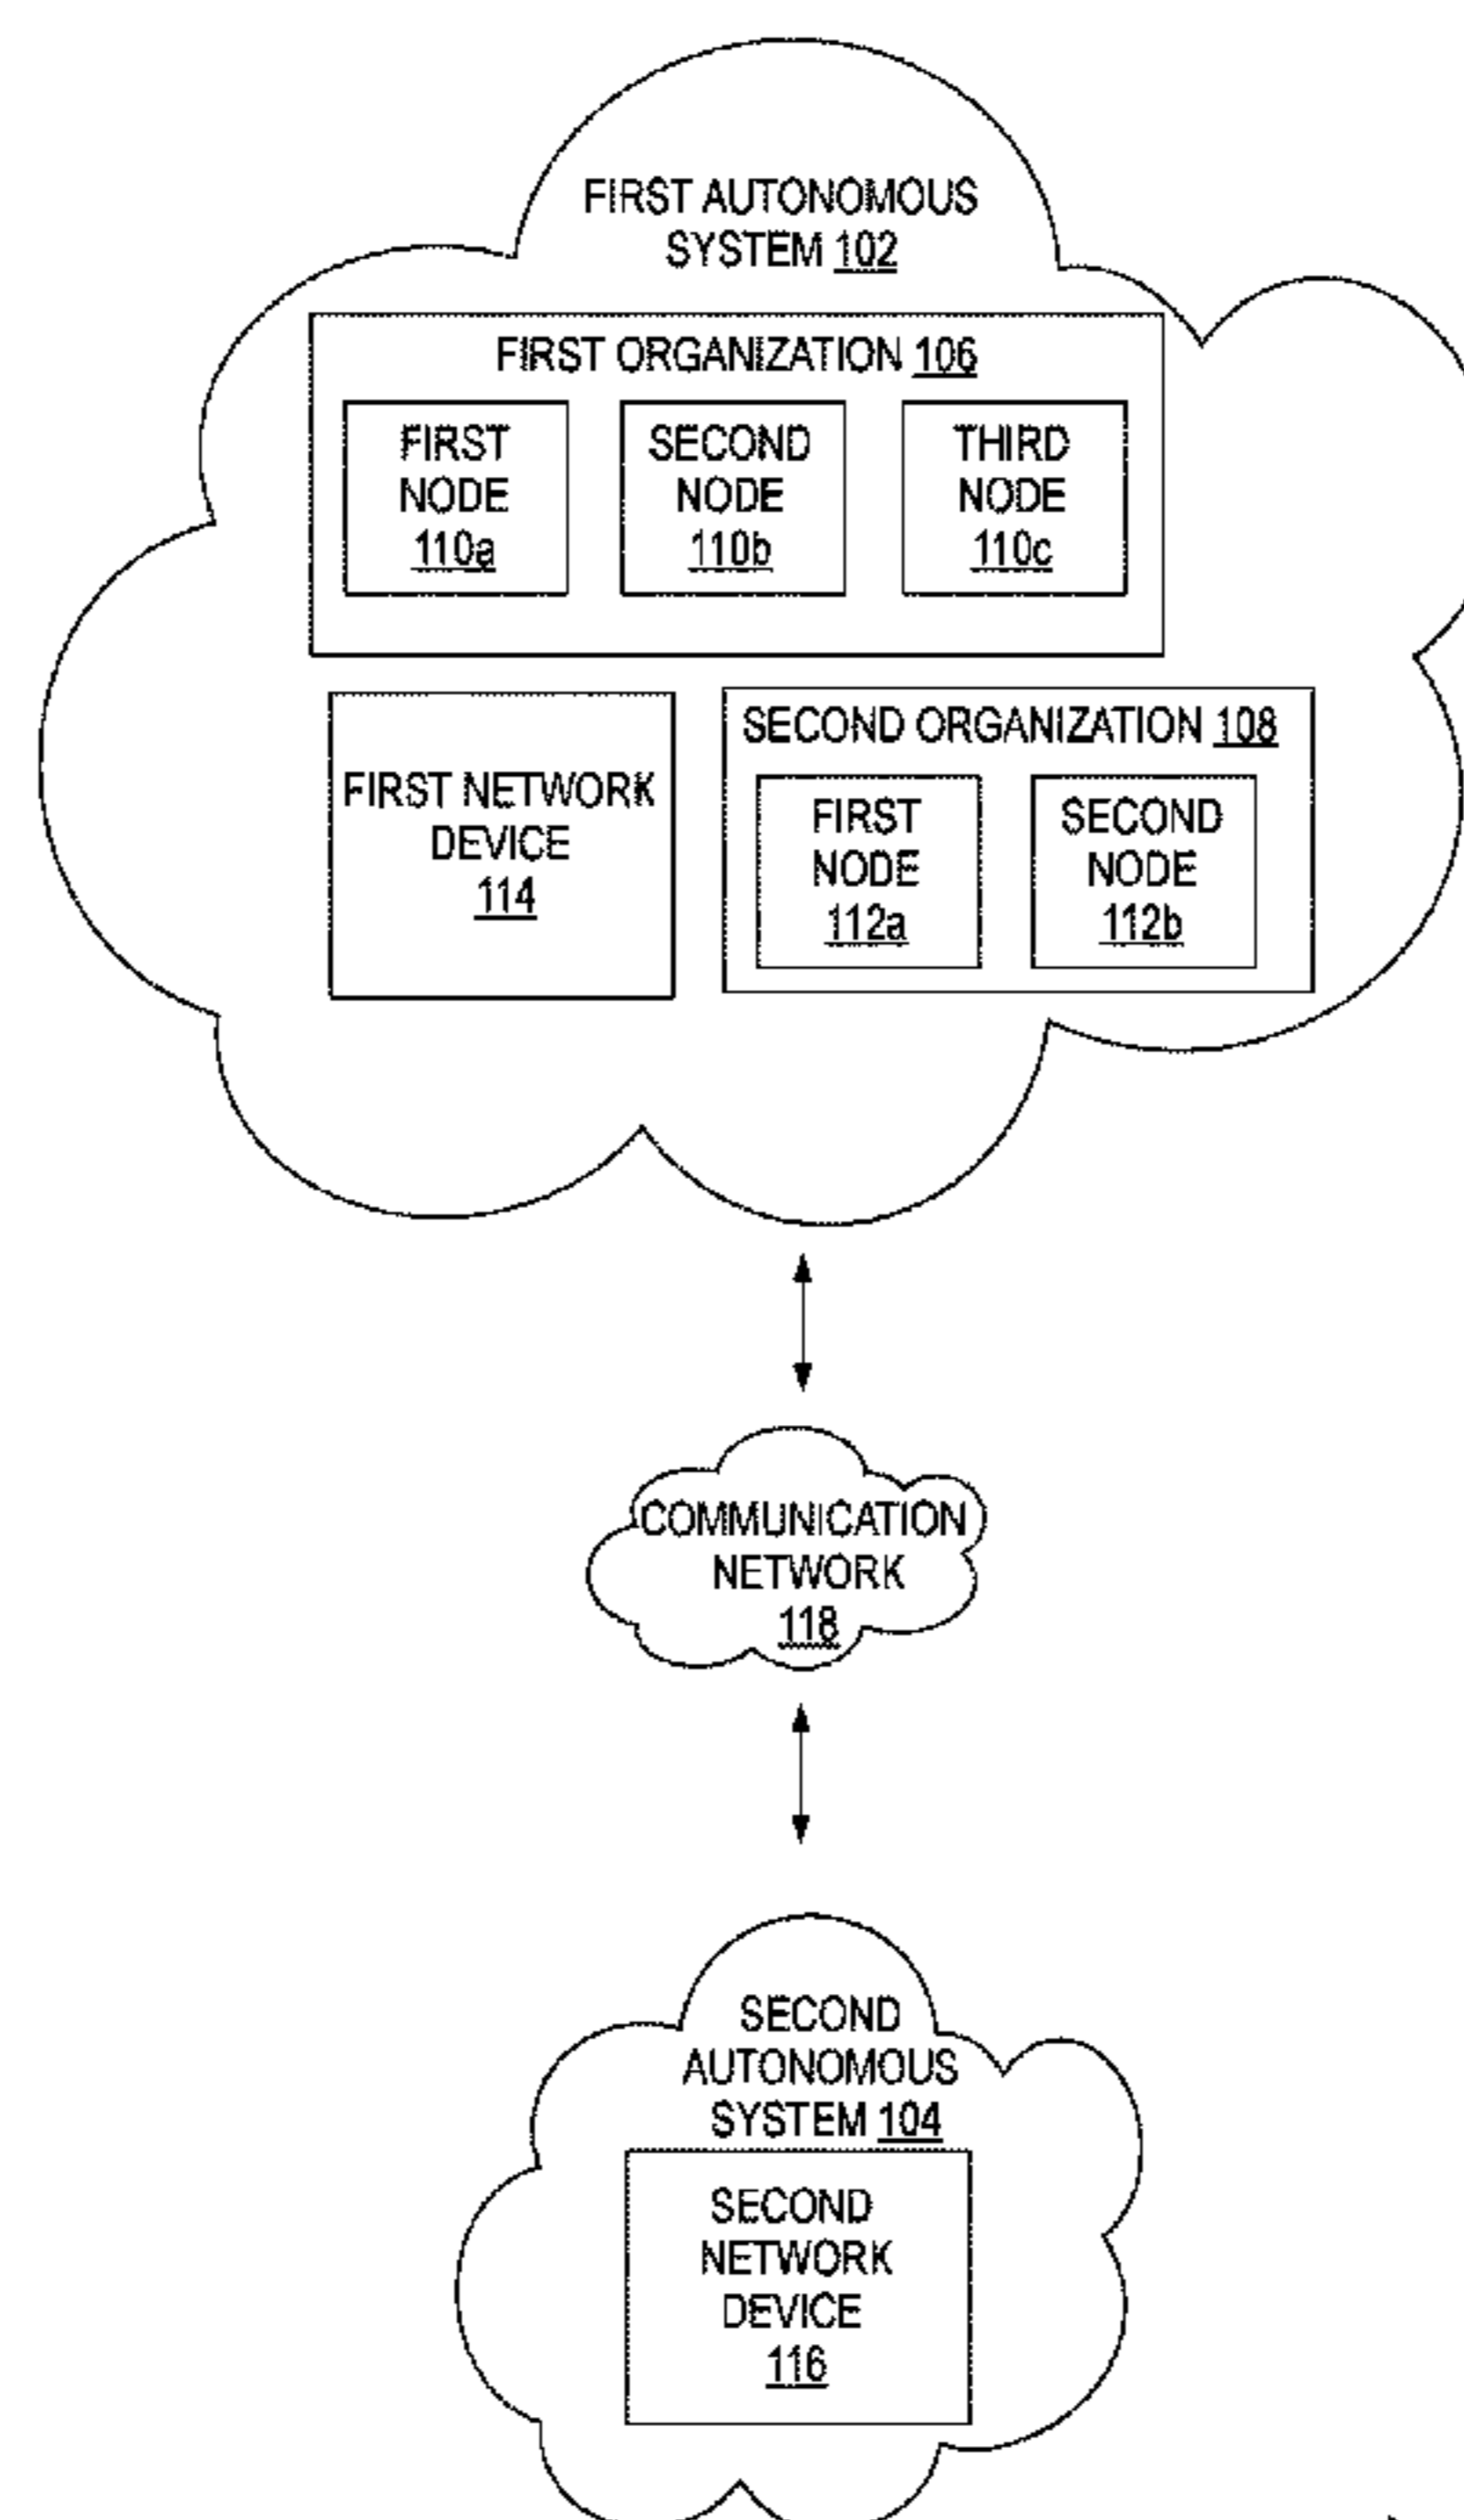 FIRST AUTONOMOUS
SYSTEM 102
FIRST ORGANIZATION 106
FIRST
NODE
110a
SECOND
NODE
110b
THIRD
NODE
110c
FIRST NETWORK
DEVICE
114
SECOND ORGANIZATION 108
FIRST
NODE
112a
SECOND
NODE
112b
COMMUNICATION
NETWORK
118
SECOND
AUTONOMOUS
SYSTEM 104
SECOND
NETWORK
DEVICE
116